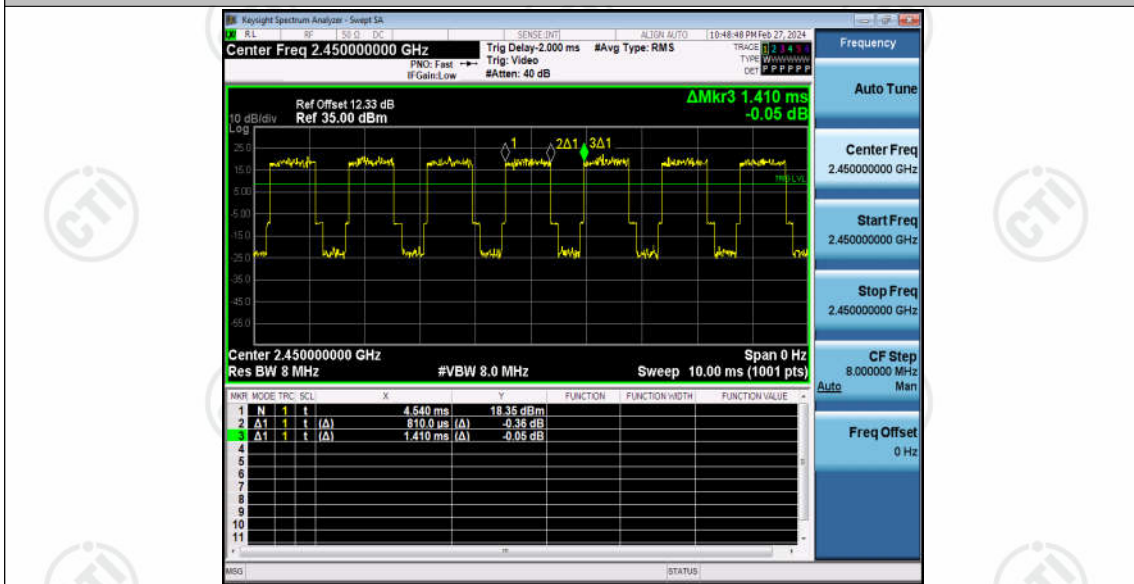 Keysight Spectrum Analyzer - Swept SA
RL RF 50 Ω DC SENSE:INT ALIGN AUTO 10:48:48 PM Feb 27, 2024
Center Freq 2.450000000 GHz Trig Delay-2.000 ms #Avg Type: RMS TRACE 1 2 3 4 5 6
PNO: Fast Trig: Video TYPE WWWWWW
IFGain:Low #Atten: 40 dB DET P P P P P P
Frequency
Auto Tune
Center Freq
2.450000000 GHz
Start Freq
2.450000000 GHz
Stop Freq
2.450000000 GHz
CF Step
8.000000 MHz
Auto Man
Freq Offset
0 Hz
ΔMkr3 1.410 ms
-0.05 dB
Ref Offset 12.33 dB
10 dB/div Ref 35.00 dBm
Log
25.0
15.0
5.00
-5.00
-15.0
-25.0
-35.0
-45.0
-55.0
1 2Δ1 3Δ1
TRIG LVL
Center 2.450000000 GHz Span 0 Hz
Res BW 8 MHz #VBW 8.0 MHz Sweep 10.00 ms (1001 pts)
MKR MODE TRC SCL X Y FUNCTION FUNCTION WIDTH FUNCTION VALUE
1 N 1 t 4.540 ms 18.35 dBm
2 Δ1 1 t (Δ) 810.0 µs (Δ) -0.36 dB
3 Δ1 1 t (Δ) 1.410 ms (Δ) -0.05 dB
4
5
6
7
8
9
10
11
MSG STATUS
CTI
CTI